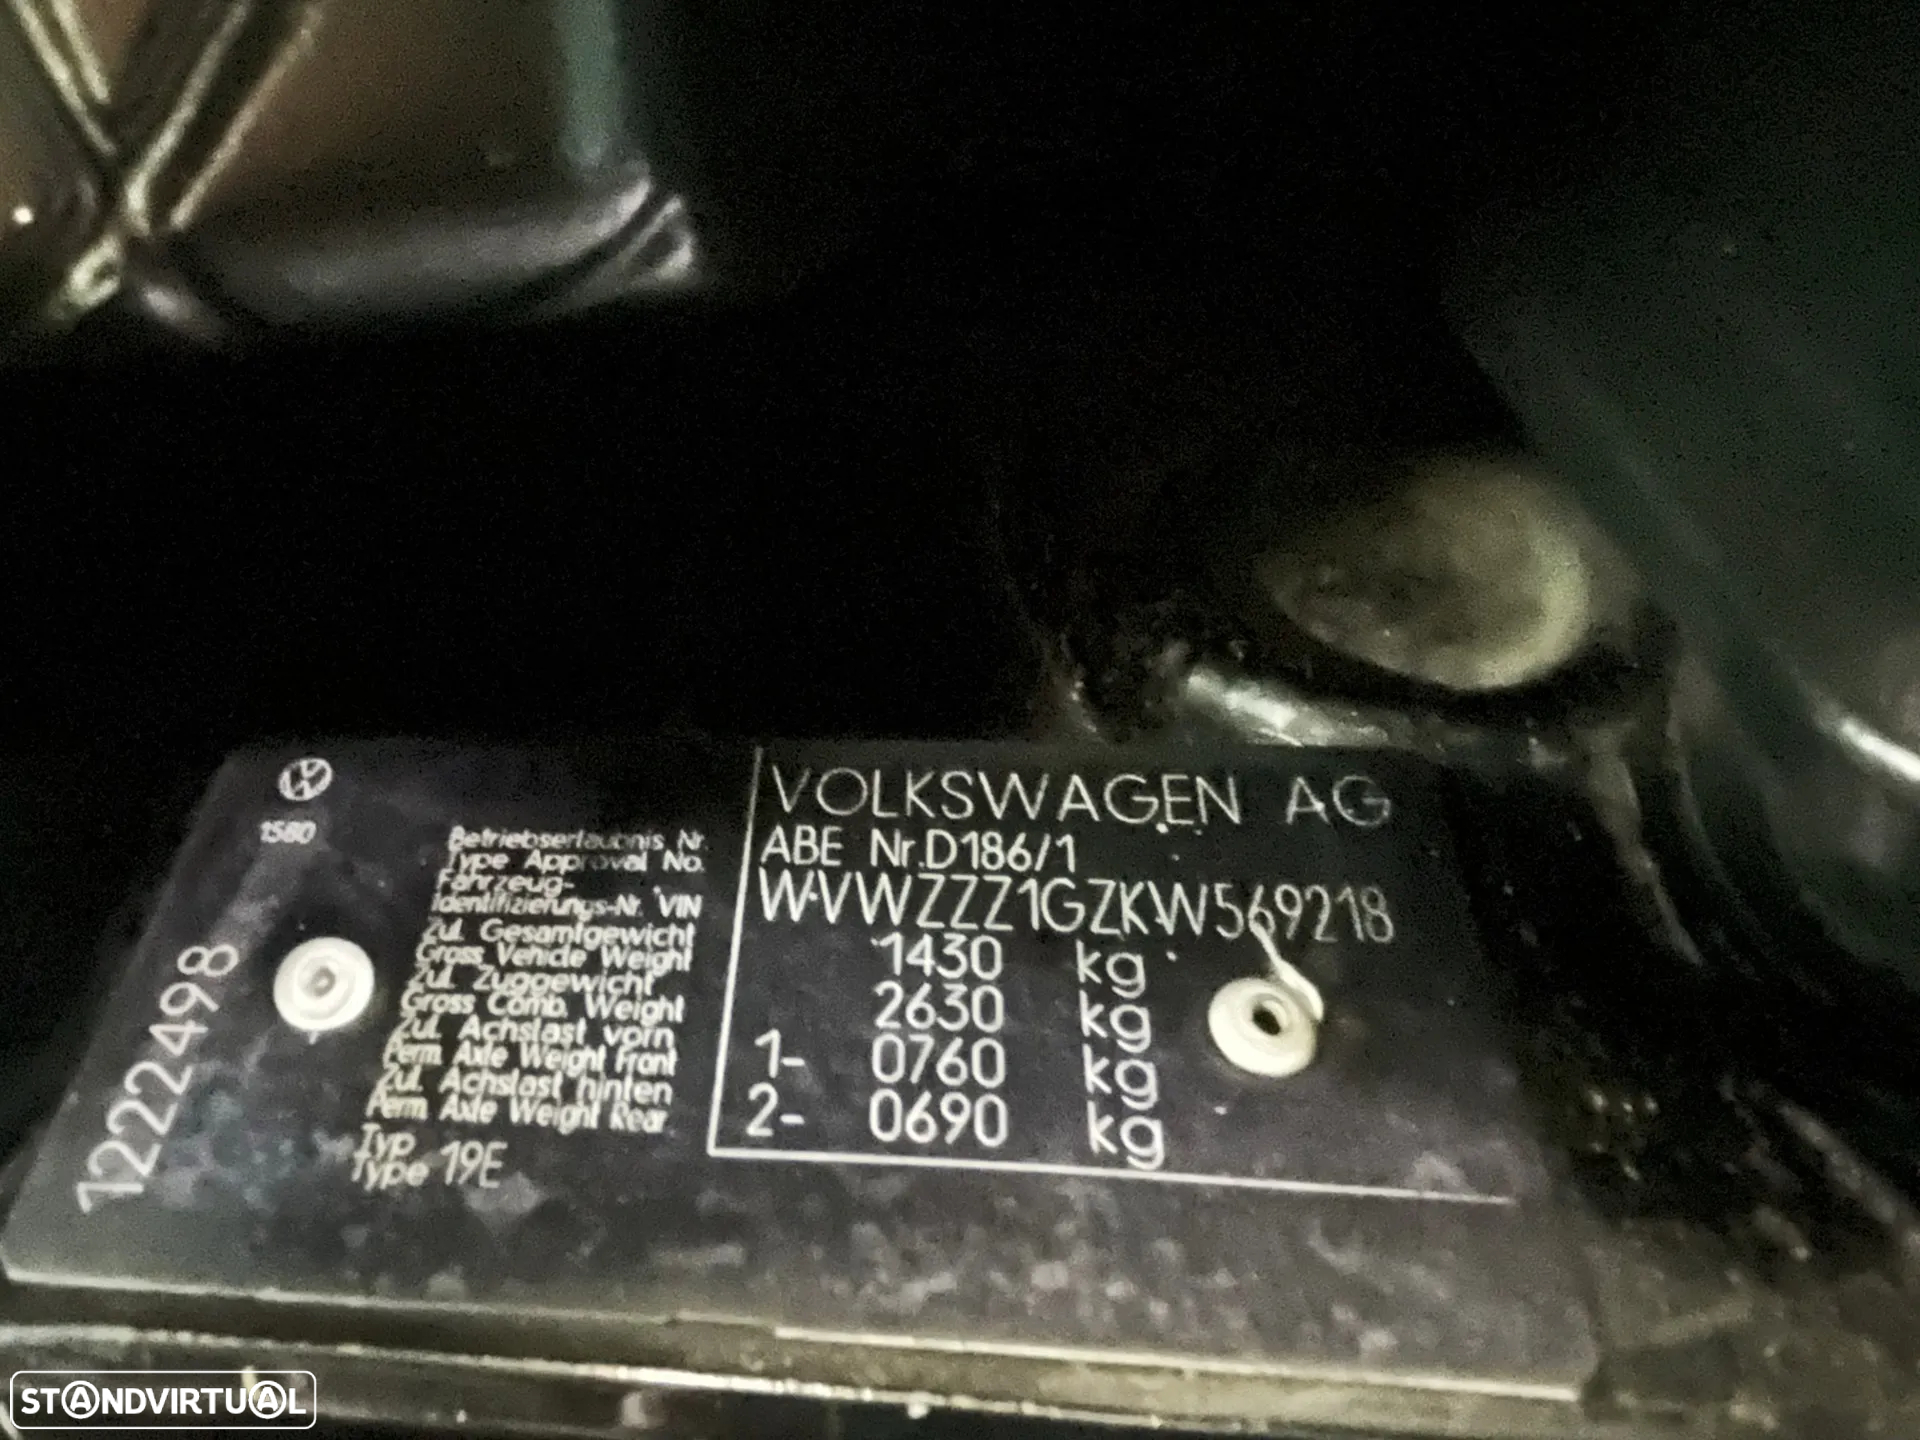 1580
Betriebserlaubnis Nr.
Type Approval No.
Fahrzeug-
Identifizierungs-Nr. VIN
Zul. Gesamtgewicht
Gross Vehicle Weight
Zul. Zuggewicht
Gross Comb. Weight
Zul. Achslast vorn
Perm. Axle Weight Front
Zul. Achslast hinten
Perm. Axle Weight Rear
Typ
Type 19E
1222498
VOLKSWAGEN AG
ABE Nr.D186/1
WVWZZZ1GZKW569218
1430 kg
2630 kg
1- 0760 kg
2- 0690 kg
STANDVIRTUAL